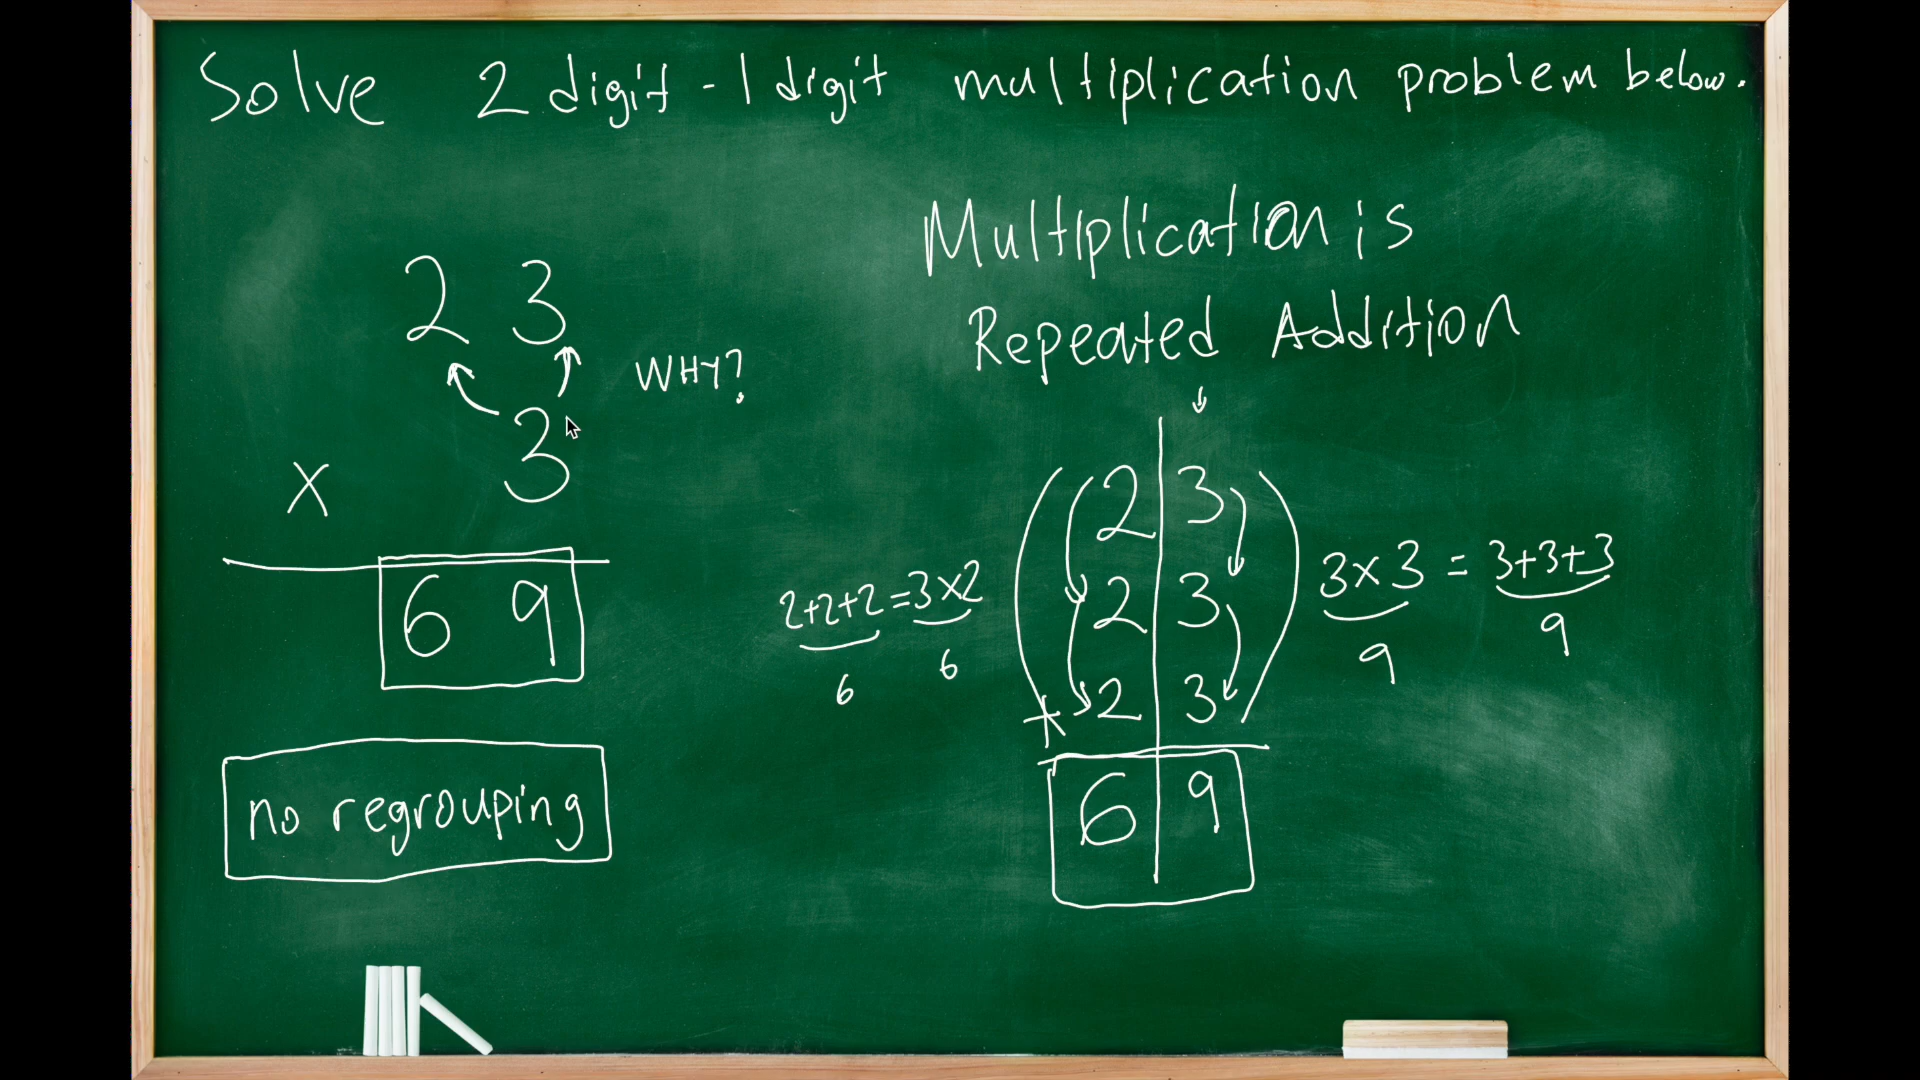 Solve 2 digit - 1 digit multiplication problem below.
2 3
WHY?
x 3
6 9
no regrouping
Multiplication is
Repeated Addition
2 3
2 3
+ 2 3
6 9
2+2+2=3x2
6 6
3x3 = 3+3+3
9 9